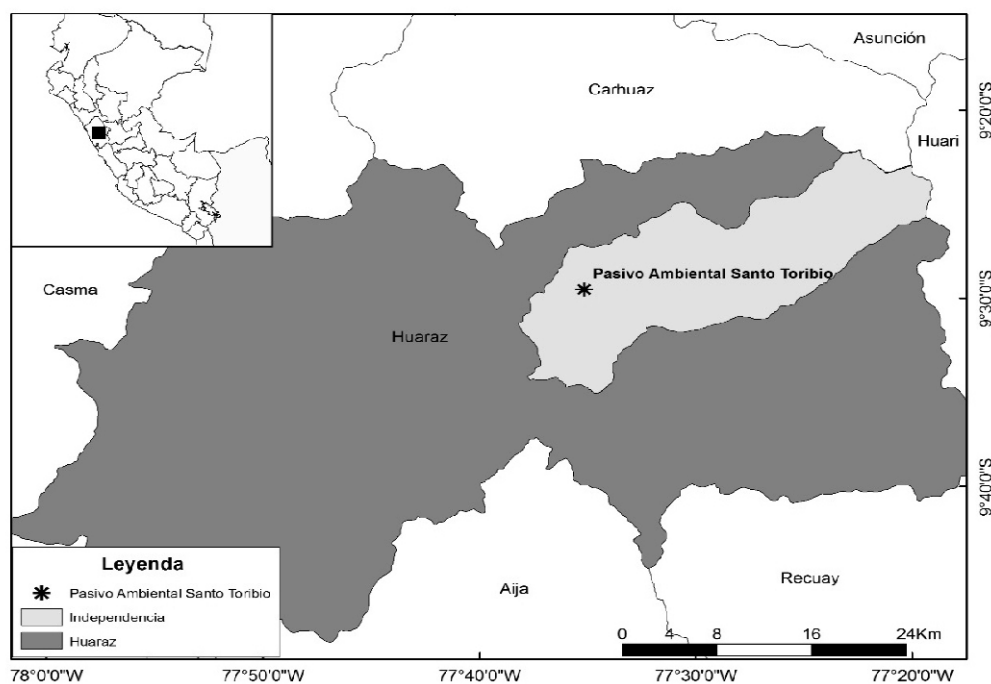 Asunción
Carhuaz
9°20'0"S
Huari
Pasivo Ambiental Santo Toribio
Casma
9°30'0"S
Huaraz
9°40'0"S
Leyenda
Pasivo Ambiental Santo Toribio
Independencia
Huaraz
Aija
Recuay
0 4 8 16 24Km
78°0'0"W 77°50'0"W 77°40'0"W 77°30'0"W 77°20'0"W